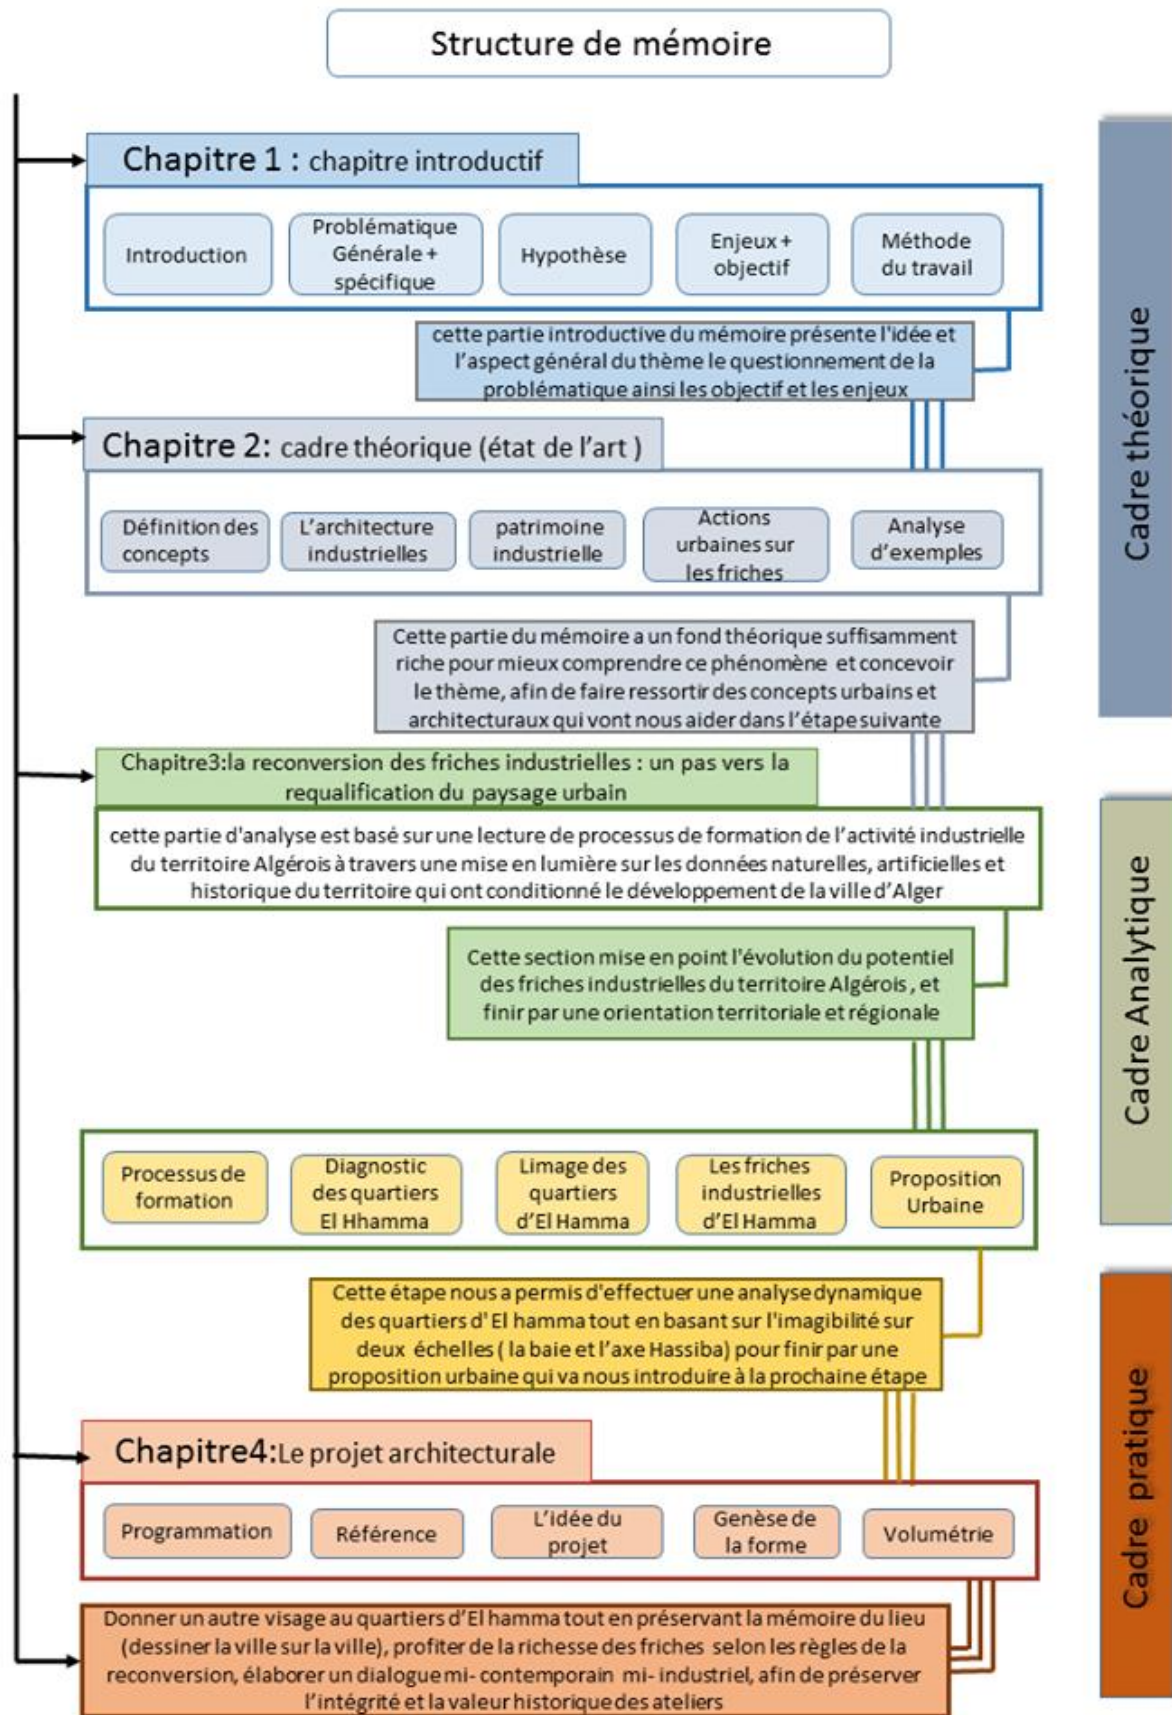 Structure de mémoire
Chapitre 1 : chapitre introductif
Introduction
Problématique
Générale +
spécifique
Hypothèse
Enjeux +
objectif
Méthode
du travail
cette partie introductive du mémoire présente l'idée et
l'aspect général du thème le questionnement de la
problématique ainsi les objectif et les enjeux
Chapitre 2: cadre théorique (état de l'art )
Définition des
concepts
L'architecture
industrielles
patrimoine
industrielle
Actions
urbaines sur
les friches
Analyse
d'exemples
Cette partie du mémoire a un fond théorique suffisamment
riche pour mieux comprendre ce phénomène et concevoir
le thème, afin de faire ressortir des concepts urbains et
architecturaux qui vont nous aider dans l'étape suivante
Cadre théorique
Chapitre3:la reconversion des friches industrielles : un pas vers la
requalification du paysage urbain
cette partie d'analyse est basé sur une lecture de processus de formation de l'activité industrielle
du territoire Algérois à travers une mise en lumière sur les données naturelles, artificielles et
historique du territoire qui ont conditionné le développement de la ville d'Alger
Cette section mise en point l'évolution du potentiel
des friches industrielles du territoire Algérois , et
finir par une orientation territoriale et régionale
Processus de
formation
Diagnostic
des quartiers
El Hhamma
Limage des
quartiers
d'El Hamma
Les friches
industrielles
d'El Hamma
Proposition
Urbaine
Cadre Analytique
Cette étape nous a permis d'effectuer une analyse dynamique
des quartiers d' El hamma tout en basant sur l'imagibilité sur
deux échelles ( la baie et l'axe Hassiba) pour finir par une
proposition urbaine qui va nous introduire à la prochaine étape
Chapitre4:Le projet architecturale
Programmation
Référence
L'idée du
projet
Genèse de
la forme
Volumétrie
Donner un autre visage au quartiers d'El hamma tout en préservant la mémoire du lieu
(dessiner la ville sur la ville), profiter de la richesse des friches selon les règles de la
reconversion, élaborer un dialogue mi- contemporain mi- industriel, afin de préserver
l'intégrité et la valeur historique des ateliers
Cadre pratique